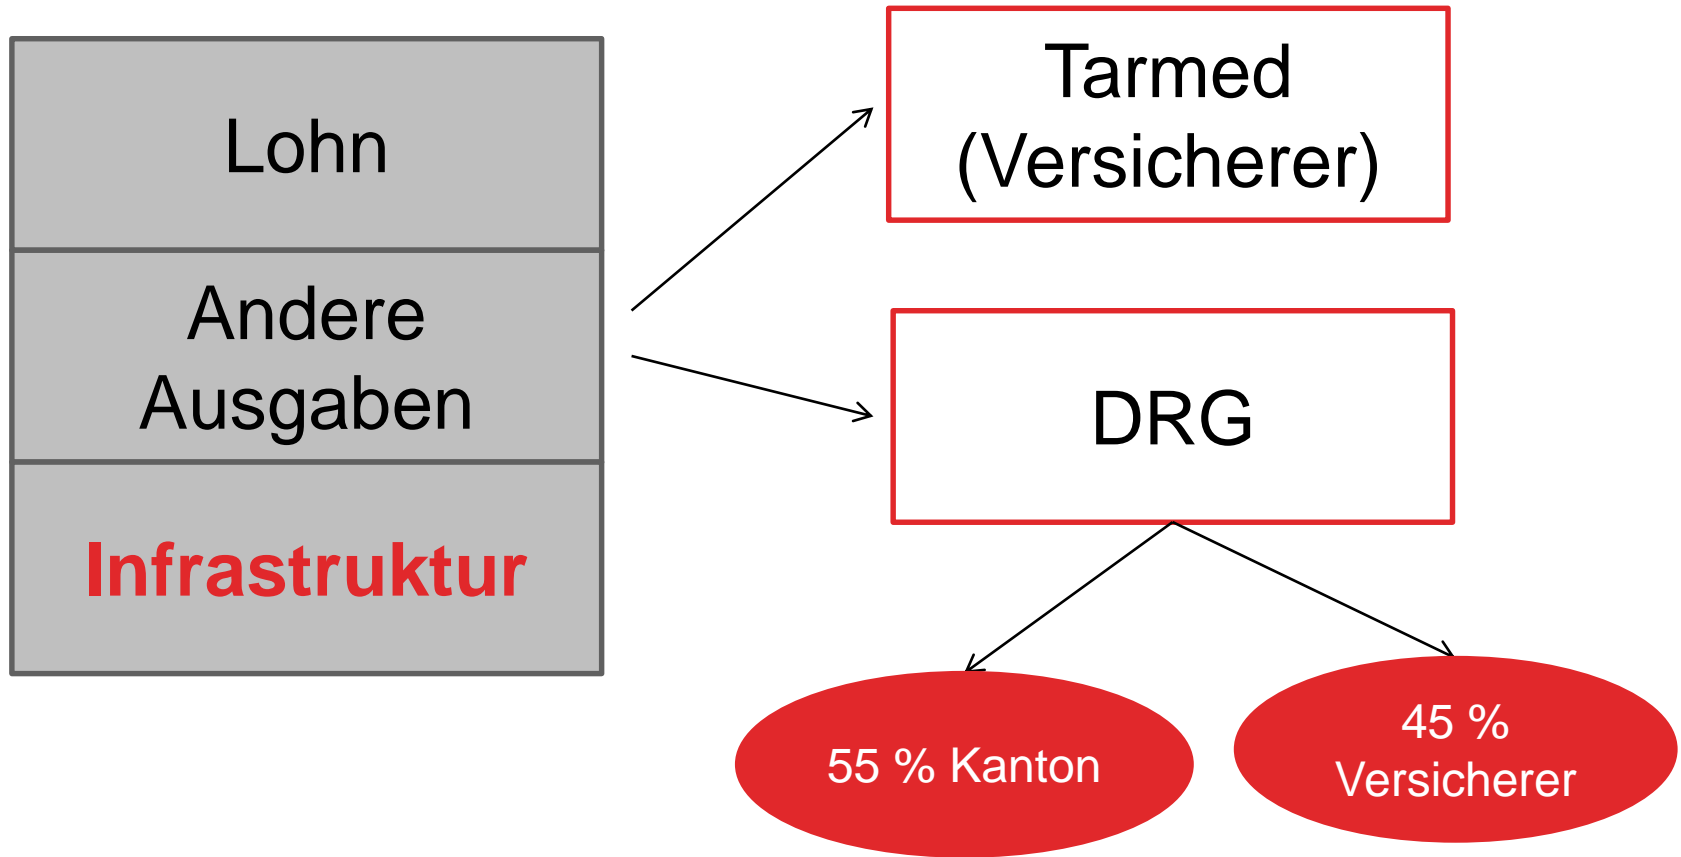 Lohn
Andere
Ausgaben
Infrastruktur
Tarmed
(Versicherer)
DRG
55 % Kanton
45 %
Versicherer